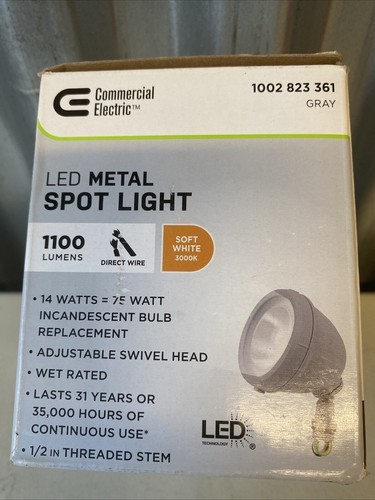 Commercial
Electric™
1002 823 361
GRAY
LED METAL
SPOT LIGHT
1100
LUMENS
DIRECT WIRE
SOFT
WHITE
3000K
• 14 WATTS = 75 WATT
INCANDESCENT BULB
REPLACEMENT
• ADJUSTABLE SWIVEL HEAD
• WET RATED
• LASTS 31 YEARS OR
35,000 HOURS OF
CONTINUOUS USE*
• 1/2 IN THREADED STEM
LED
TECHNOLOGY ®